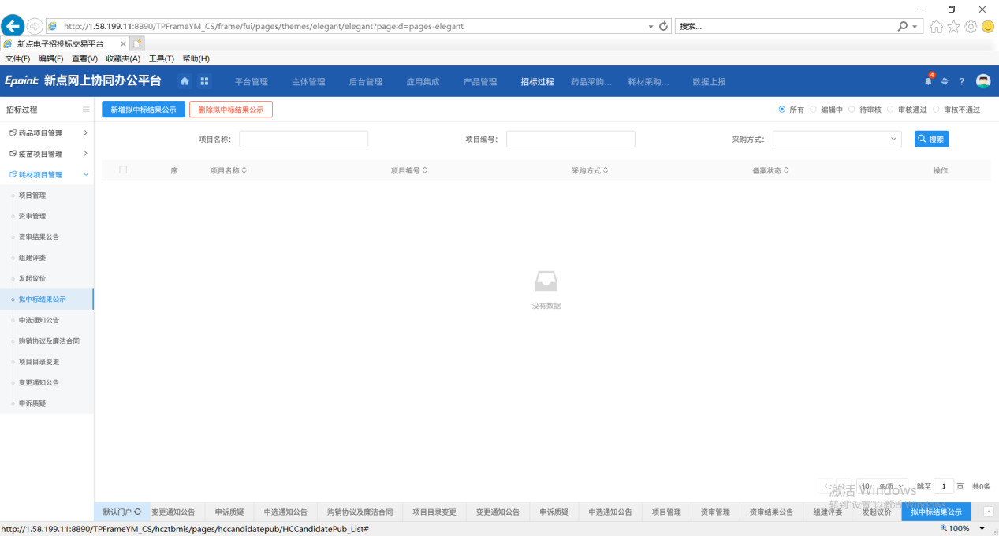 http://1.58.199.11:8890/TPFrameYM_CS/frame/fui/pages/themes/elegant/elegant?pageId=pages-elegant
搜索...
新点电子招投标交易平台
文件(F) 编辑(E) 查看(V) 收藏夹(A) 工具(T) 帮助(H)
Epoint 新点网上协同办公平台 平台管理 主体管理 后台管理 应用集成 产品管理 招标过程 药品采购... 耗材采购... 数据上报 4 ?
招标过程
新增拟中标结果公示 删除拟中标结果公示 所有 编辑中 待审核 审核通过 审核不通过
药品项目管理
疫苗项目管理
耗材项目管理
项目管理
资审管理
资审结果公告
组建评委
发起议价
拟中标结果公示
中选通知公告
购销协议及廉洁合同
项目目录变更
变更通知公告
申诉质疑
项目名称: 项目编号: 采购方式: 搜索
序 项目名称 项目编号 采购方式 备案状态 操作
没有数据
10 条/页 跳至 1 页 共0条
激活 Windows
转到"设置"以激活 Windows。
默认门户 变更通知公告 申诉质疑 中选通知公告 购销协议及廉洁合同 项目目录变更 变更通知公告 申诉质疑 中选通知公告 项目管理 资审管理 资审结果公告 组建评委 发起议价 拟中标结果公示
http://1.58.199.11:8890/TPFrameYM_CS/hcztbmis/pages/hccandidatepub/HCCandidatePub_List#
100%